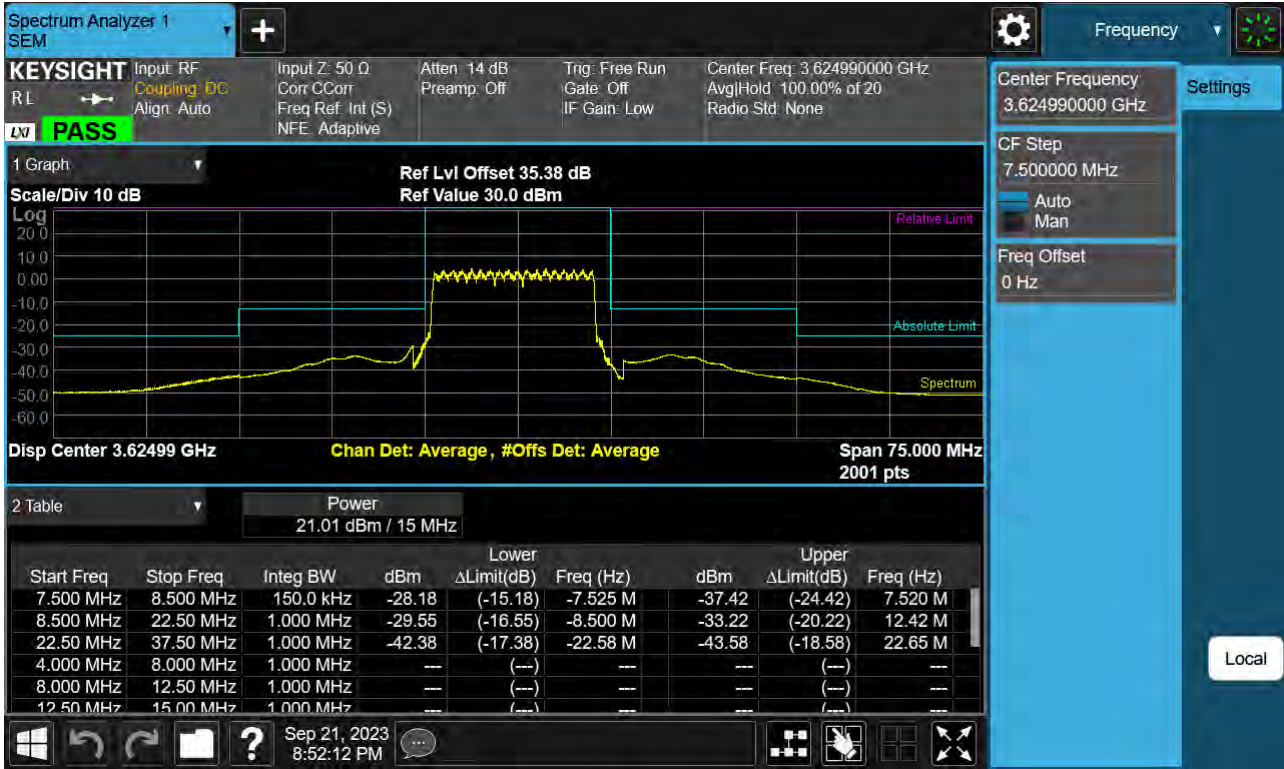 Spectrum Analyzer 1
SEM
Frequency
KEYSIGHT
R L
LXI
PASS
Input: RF
Coupling: DC
Align: Auto
Input Z: 50 Ω
Corr CCorr
Freq Ref: Int (S)
NFE: Adaptive
Atten: 14 dB
Preamp: Off
Trig: Free Run
Gate: Off
IF Gain: Low
Center Freq: 3.624990000 GHz
Avg|Hold: 100.00% of 20
Radio Std: None
Center Frequency
3.624990000 GHz
Settings
CF Step
7.500000 MHz
Auto
Man
Freq Offset
0 Hz
Local
1 Graph
Scale/Div 10 dB
Ref Lvl Offset 35.38 dB
Ref Value 30.0 dBm
Log
20.0
10.0
0.00
-10.0
-20.0
-30.0
-40.0
-50.0
-60.0
Relative Limit
Absolute Limit
Spectrum
Disp Center 3.62499 GHz
Chan Det: Average , #Offs Det: Average
Span 75.000 MHz
2001 pts
2 Table
Power
21.01 dBm / 15 MHz
Lower Upper
Start Freq Stop Freq Integ BW dBm ΔLimit(dB) Freq (Hz) dBm ΔLimit(dB) Freq (Hz)
7.500 MHz 8.500 MHz 150.0 kHz -28.18 (-15.18) -7.525 M -37.42 (-24.42) 7.520 M
8.500 MHz 22.50 MHz 1.000 MHz -29.55 (-16.55) -8.500 M -33.22 (-20.22) 12.42 M
22.50 MHz 37.50 MHz 1.000 MHz -42.38 (-17.38) -22.58 M -43.58 (-18.58) 22.65 M
4.000 MHz 8.000 MHz 1.000 MHz --- (---) --- --- (---) ---
8.000 MHz 12.50 MHz 1.000 MHz --- (---) --- --- (---) ---
12.50 MHz 15.00 MHz 1.000 MHz --- (---) --- --- (---) ---
Sep 21, 2023
8:52:12 PM